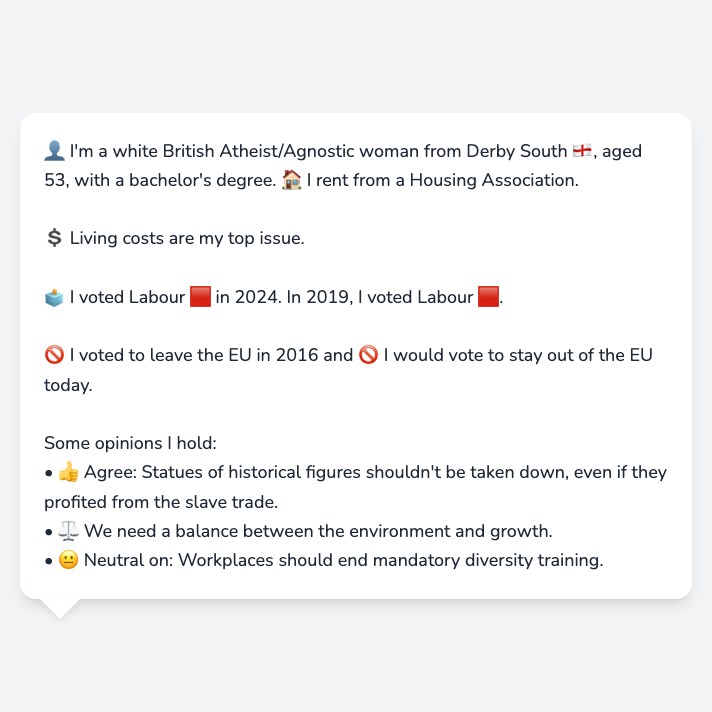 👤 I'm a white British Atheist/Agnostic woman from Derby South 🏴󠁧󠁢󠁥󠁮󠁧󠁿, aged
53, with a bachelor's degree. 🏠 I rent from a Housing Association.
💲 Living costs are my top issue.
🗳️ I voted Labour 🟥 in 2024. In 2019, I voted Labour 🟥.
🚫 I voted to leave the EU in 2016 and 🚫 I would vote to stay out of the EU
today.
Some opinions I hold:
• 👍 Agree: Statues of historical figures shouldn't be taken down, even if they
profited from the slave trade.
• ⚖️ We need a balance between the environment and growth.
• 😐 Neutral on: Workplaces should end mandatory diversity training.